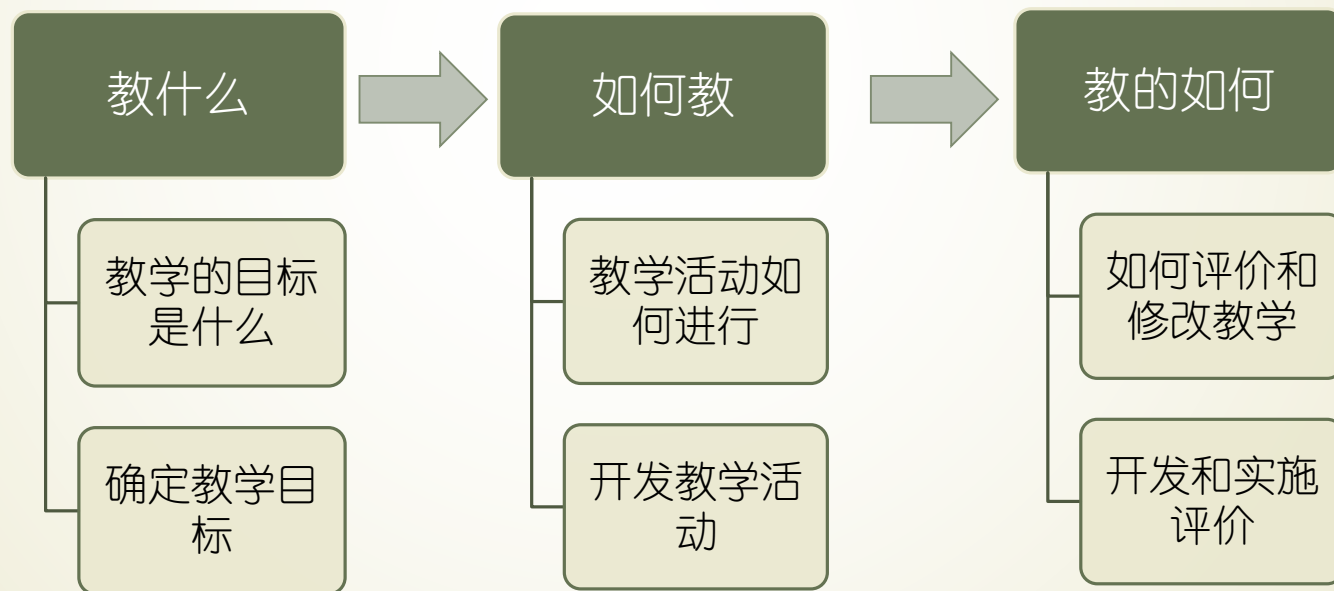 教什么
如何教
教的如何
教学的目标
是什么
教学活动如
何进行
如何评价和
修改教学
确定教学目
标
开发教学活
动
开发和实施
评价